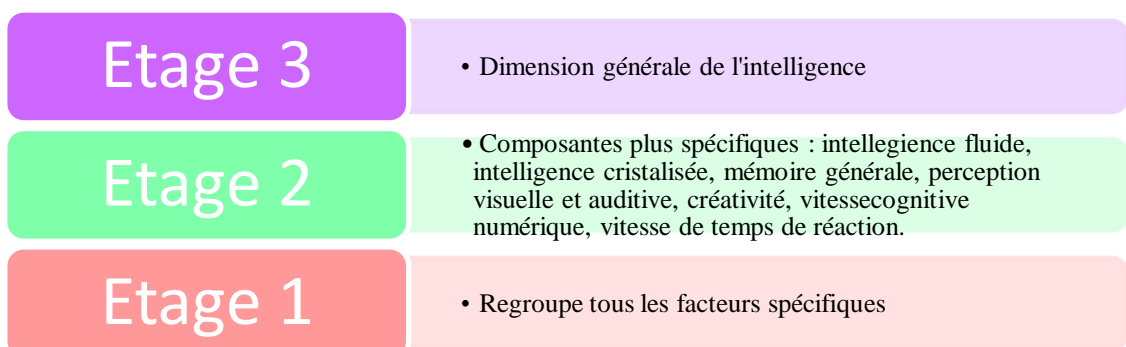 Etage 3
• Dimension générale de l'intelligence
Etage 2
• Composantes plus spécifiques : intellegience fluide,
intelligence cristalisée, mémoire générale, perception
visuelle et auditive, créativité, vitessecognitive
numérique, vitesse de temps de réaction.
Etage 1
• Regroupe tous les facteurs spécifiques